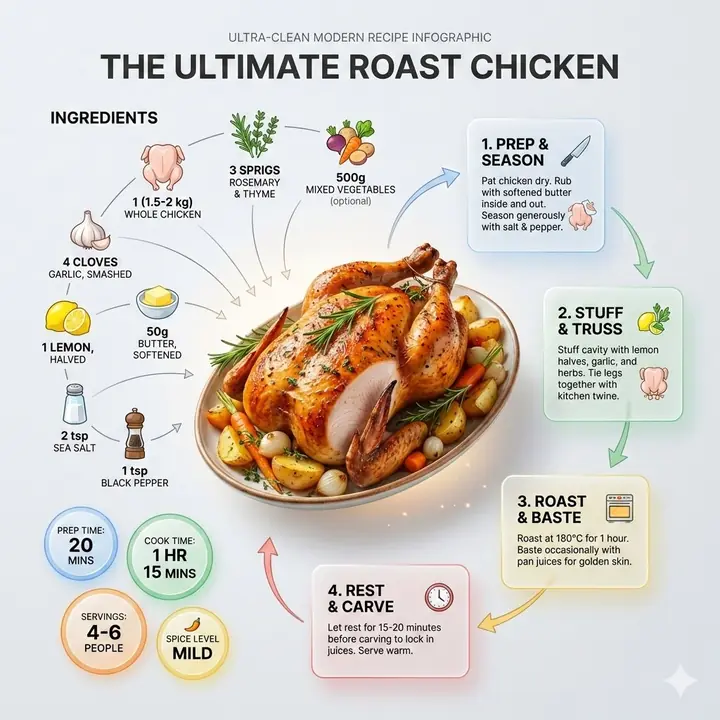 ULTRA-CLEAN MODERN RECIPE INFOGRAPHIC
THE ULTIMATE ROAST CHICKEN
INGREDIENTS
1 (1.5-2 kg)
WHOLE CHICKEN
3 SPRIGS
ROSEMARY
& THYME
500g
MIXED VEGETABLES
(optional)
4 CLOVES
GARLIC, SMASHED
1 LEMON,
HALVED
50g
BUTTER,
SOFTENED
2 tsp
SEA SALT
1 tsp
BLACK PEPPER
1. PREP &
SEASON
Pat chicken dry. Rub
with softened butter
inside and out.
Season generously
with salt & pepper.
2. STUFF
& TRUSS
Stuff cavity with lemon
halves, garlic, and
herbs. Tie legs
together with
kitchen twine.
3. ROAST
& BASTE
Roast at 180°C for 1 hour.
Baste occasionally with
pan juices for golden skin.
4. REST
& CARVE
Let rest for 15-20 minutes
before carving to lock in
juices. Serve warm.
PREP TIME:
20
MINS
COOK TIME:
1 HR
15 MINS
SERVINGS:
4-6
PEOPLE
SPICE LEVEL
MILD